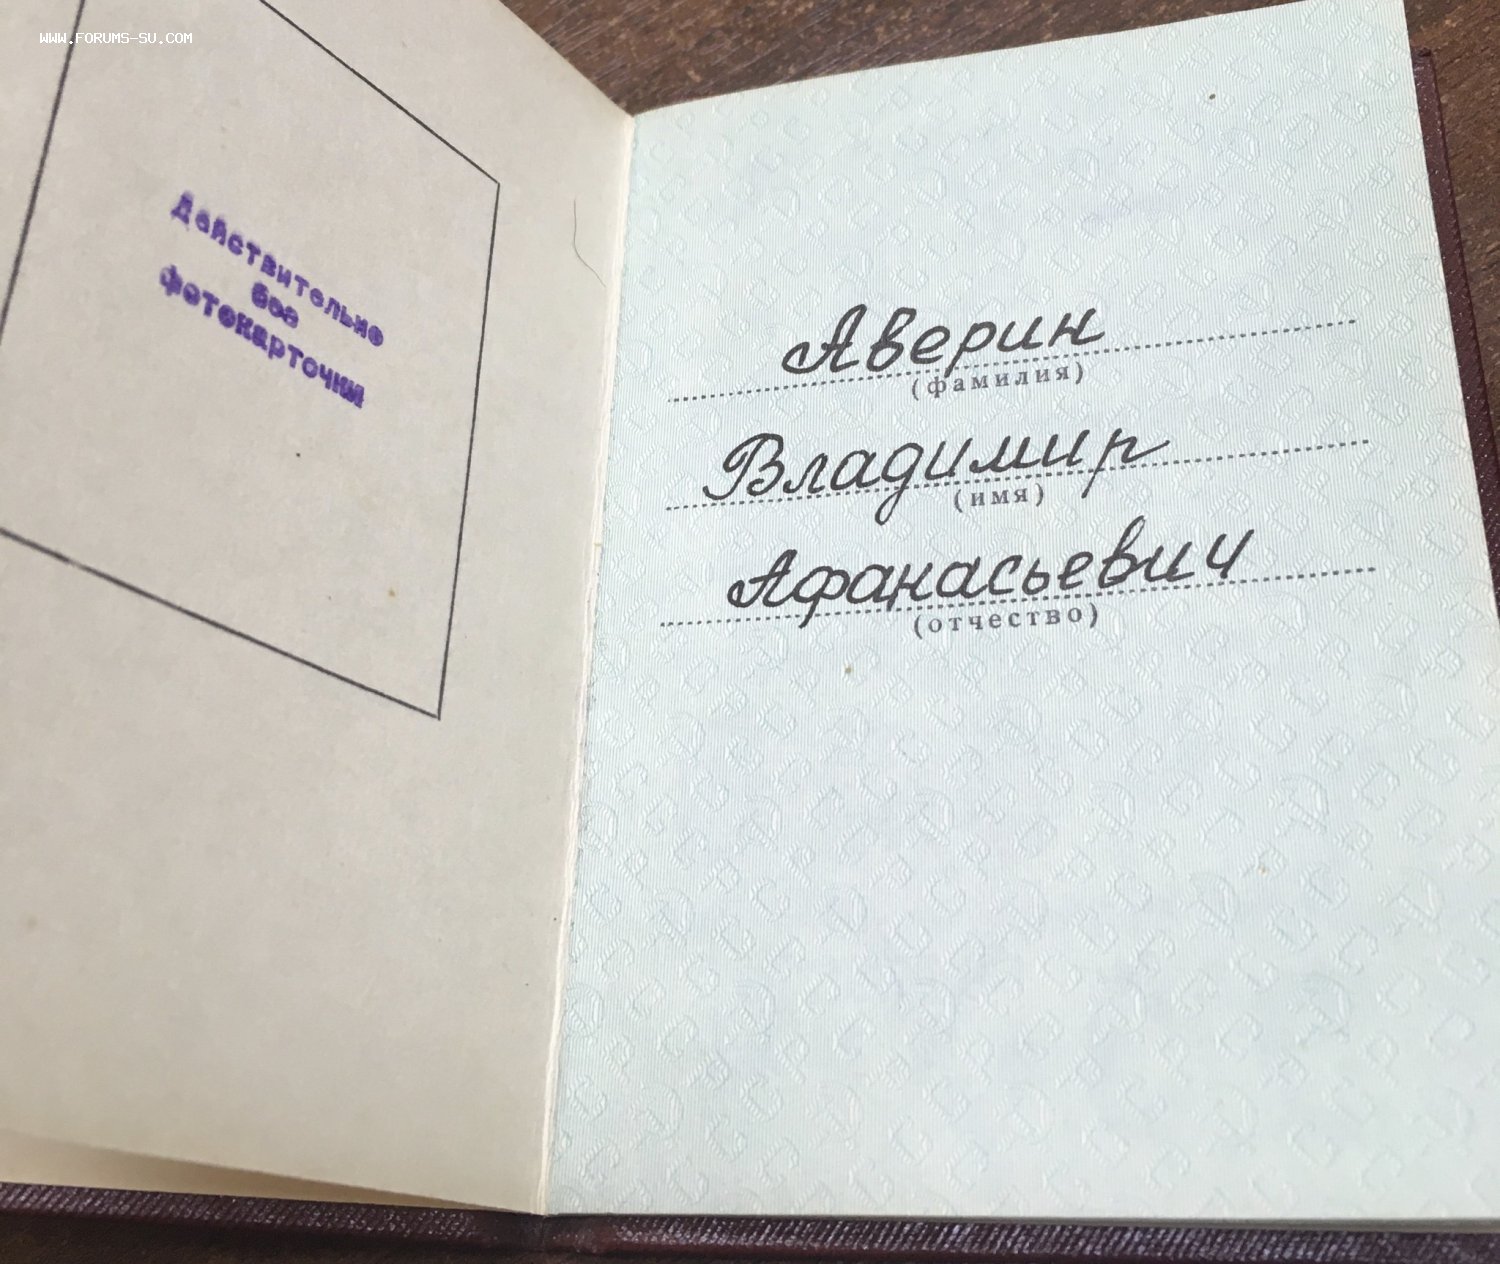 WWW.FORUMS-SU.COM
Действительно
без
фотокарточки
Аверин
(фамилия)
Владимир
(имя)
Афанасьевич
(отчество)